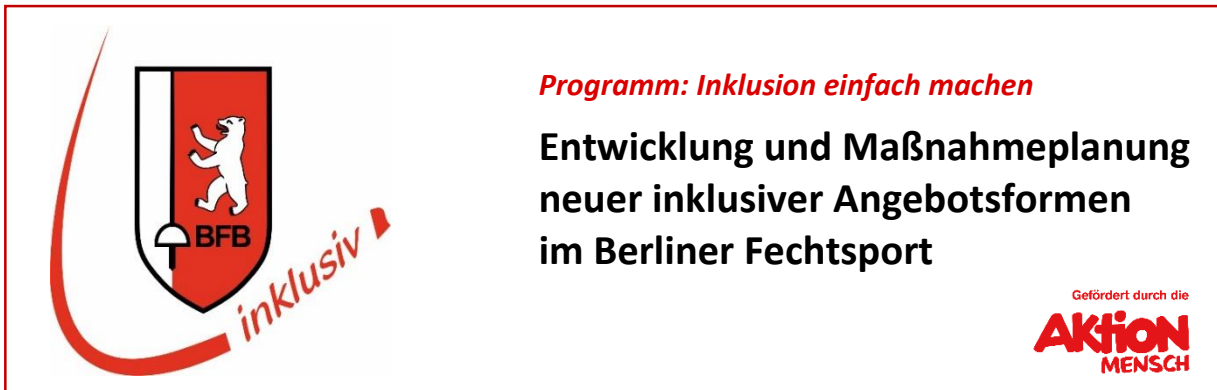 BFB
inklusiv
Programm: Inklusion einfach machen
Entwicklung und Maßnahmeplanung
neuer inklusiver Angebotsformen
im Berliner Fechtsport
Gefördert durch die
AKtiON
MENSCH